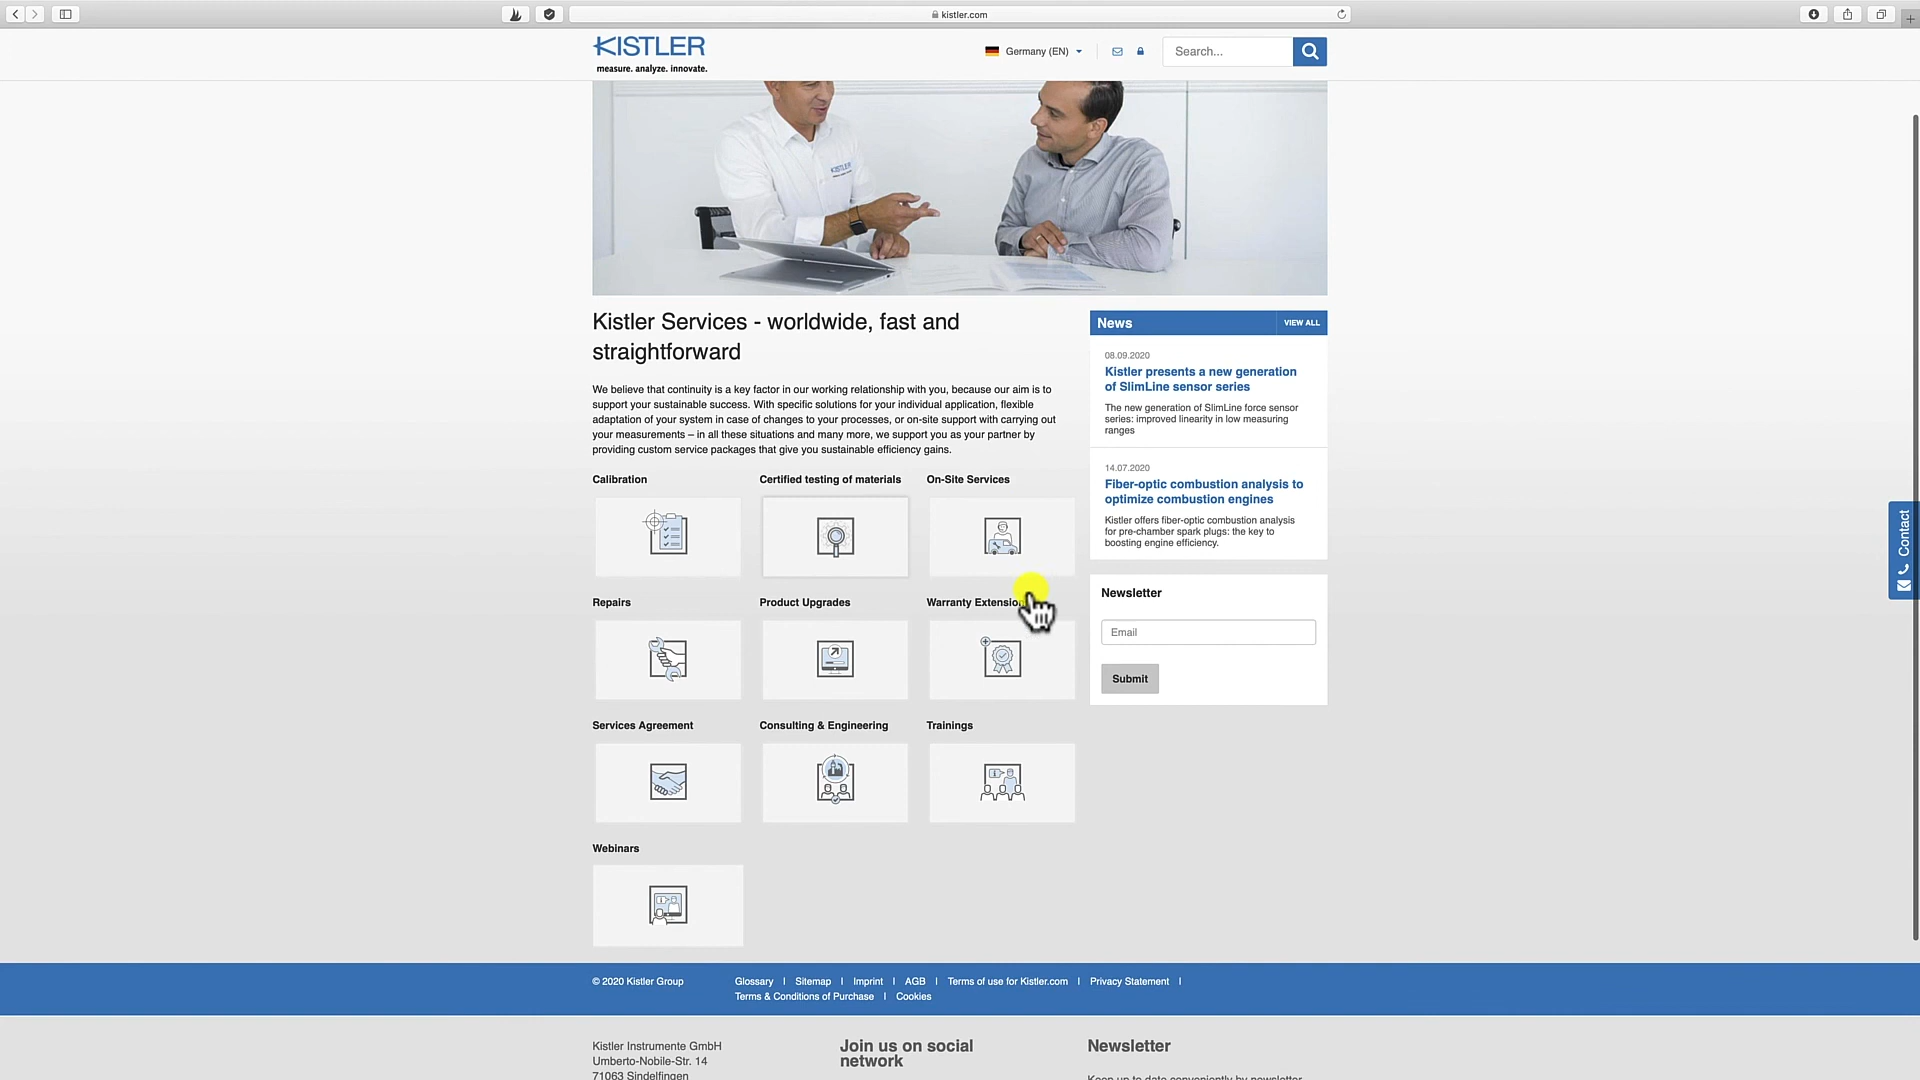 kistler.com
KISTLER
measure. analyze. innovate.
Germany (EN)
Search...
KISTLER
Kistler Services - worldwide, fast and
straightforward
We believe that continuity is a key factor in our working relationship with you, because our aim is to
support your sustainable success. With specific solutions for your individual application, flexible
adaptation of your system in case of changes to your processes, or on-site support with carrying out
your measurements – in all these situations and many more, we support you as your partner by
providing custom service packages that give you sustainable efficiency gains.
Calibration
Certified testing of materials
On-Site Services
Repairs
Product Upgrades
Warranty
Services Agreement
Consulting & Engineering
Trainings
Webinars
News
VIEW ALL
08.09.2020
Kistler presents a new generation
of SlimLine sensor series
The new generation of SlimLine force sensor
series: improved linearity in low measuring
ranges
14.07.2020
Fiber-optic combustion analysis to
optimize combustion engines
Kistler offers fiber-optic combustion analysis
for pre-chamber spark plugs: the key to
boosting engine efficiency.
Newsletter
Email
Submit
Contact
© 2020 Kistler Group
Glossary | Sitemap | Imprint | AGB | Terms of use for Kistler.com | Privacy Statement |
Terms & Conditions of Purchase | Cookies
Kistler Instrumente GmbH
Umberto-Nobile-Str. 14
71063 Sindelfingen
Join us on social
network
Newsletter
Keep up to date conveniently by newsletter